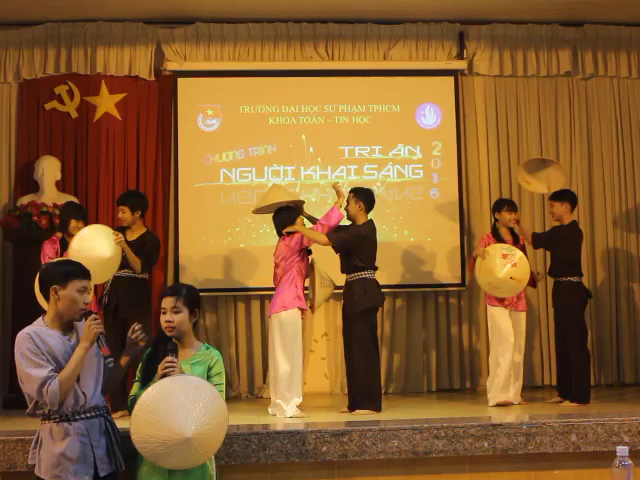 TRƯỜNG ĐẠI HỌC SƯ PHẠM TPHCM
KHOA TOÁN – TIN HỌC
CHƯƠNG TRÌNH
TRI ÂN
NGƯỜI KHAI SÁNG
2016